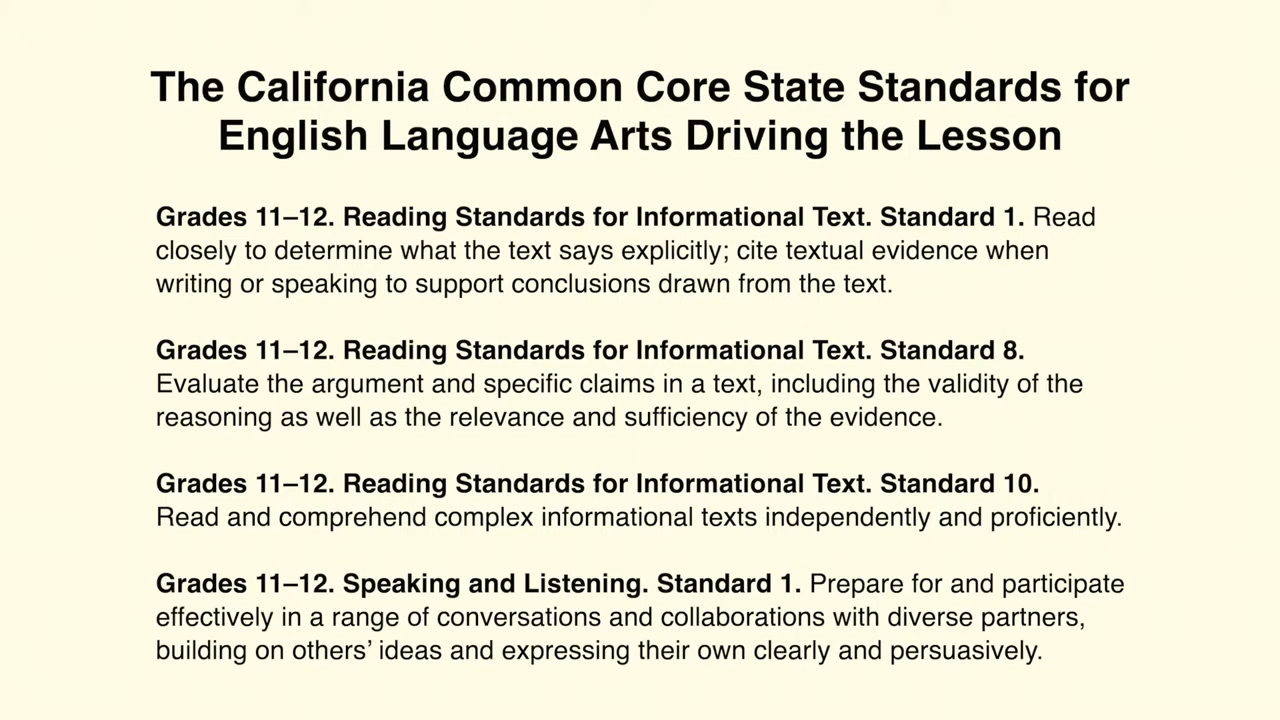 The California Common Core State Standards for
English Language Arts Driving the Lesson
Grades 11–12. Reading Standards for Informational Text. Standard 1. Read
closely to determine what the text says explicitly; cite textual evidence when
writing or speaking to support conclusions drawn from the text.
Grades 11–12. Reading Standards for Informational Text. Standard 8.
Evaluate the argument and specific claims in a text, including the validity of the
reasoning as well as the relevance and sufficiency of the evidence.
Grades 11–12. Reading Standards for Informational Text. Standard 10.
Read and comprehend complex informational texts independently and proficiently.
Grades 11–12. Speaking and Listening. Standard 1. Prepare for and participate
effectively in a range of conversations and collaborations with diverse partners,
building on others’ ideas and expressing their own clearly and persuasively.